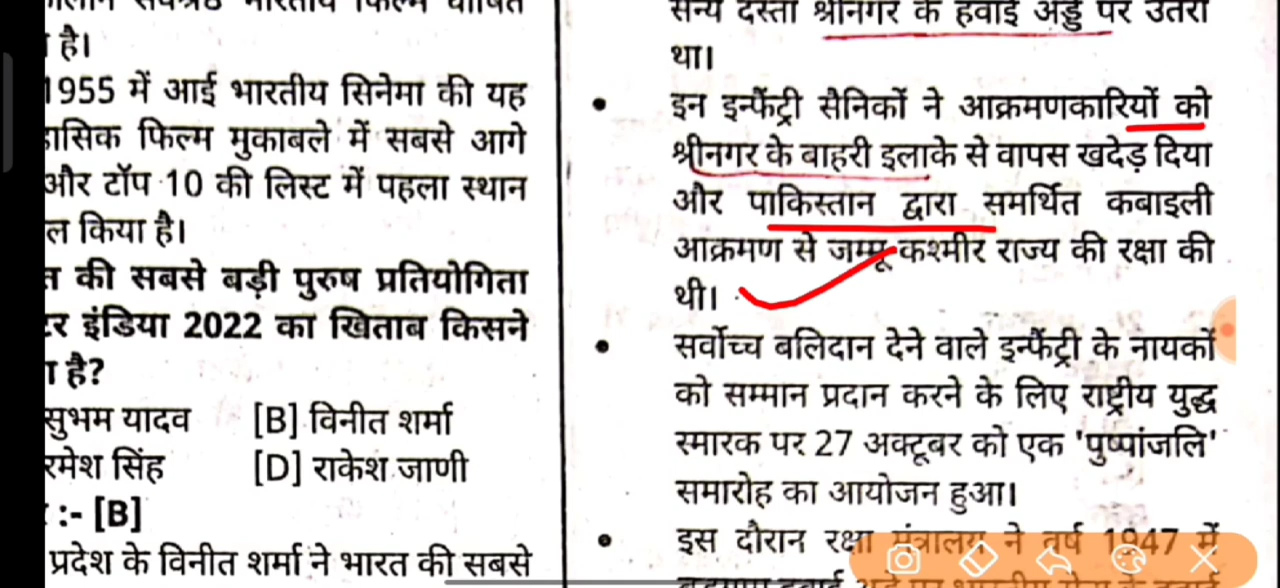 है।
1955 में आई भारतीय सिनेमा की यह
फिल्म मुकाबले में सबसे आगे
और टॉप 10 की लिस्ट में पहला स्थान
ल किया है।
की सबसे बड़ी पुरुष प्रतियोगिता
इंडिया 2022 का खिताब किसने
है?
सुभम यादव [B] विनीत शर्मा
रमेश सिंह [D] राकेश जाणी
:- [B]
प्रदेश के विनीत शर्मा ने भारत की सबसे
सैन्य दस्ता श्रीनगर के हवाई अड्डे पर उतरा
था।
• इन इन्फैंट्री सैनिकों ने आक्रमणकारियों को
श्रीनगर के बाहरी इलाके से वापस खदेड़ दिया
और पाकिस्तान द्वारा समर्थित कबाइली
आक्रमण से जम्मू कश्मीर राज्य की रक्षा की
थी।
• सर्वोच्च बलिदान देने वाले इन्फैंट्री के नायकों
को सम्मान प्रदान करने के लिए राष्ट्रीय युद्ध
स्मारक पर 27 अक्टूबर को एक 'पुष्पांजलि'
समारोह का आयोजन हुआ।
• इस दौरान रक्षा मंत्रालय ने वर्ष 1947 में